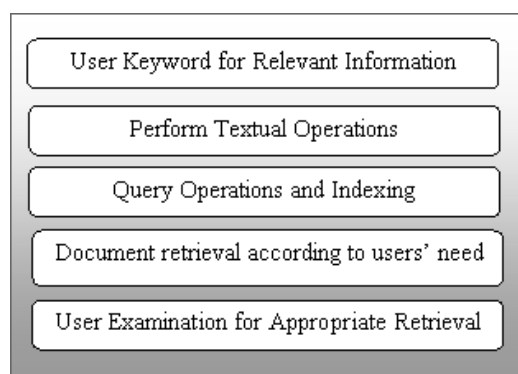 User Keyword for Relevant Information
Perform Textual Operations
Query Operations and Indexing
Document retrieval according to users’ need
User Examination for Appropriate Retrieval